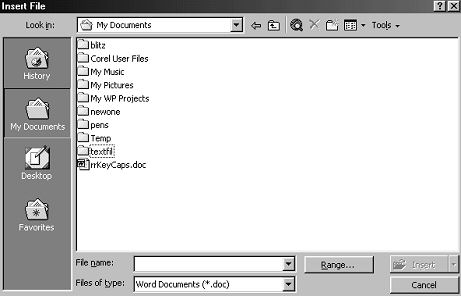 Insert File
Look in: My Documents Tools
History
My Documents
Desktop
Favorites
blitz
Corel User Files
My Music
My Pictures
My WP Projects
newone
pens
Temp
textfil
rrKeyCaps.doc
File name: Range... Insert
Files of type: Word Documents (*.doc) Cancel